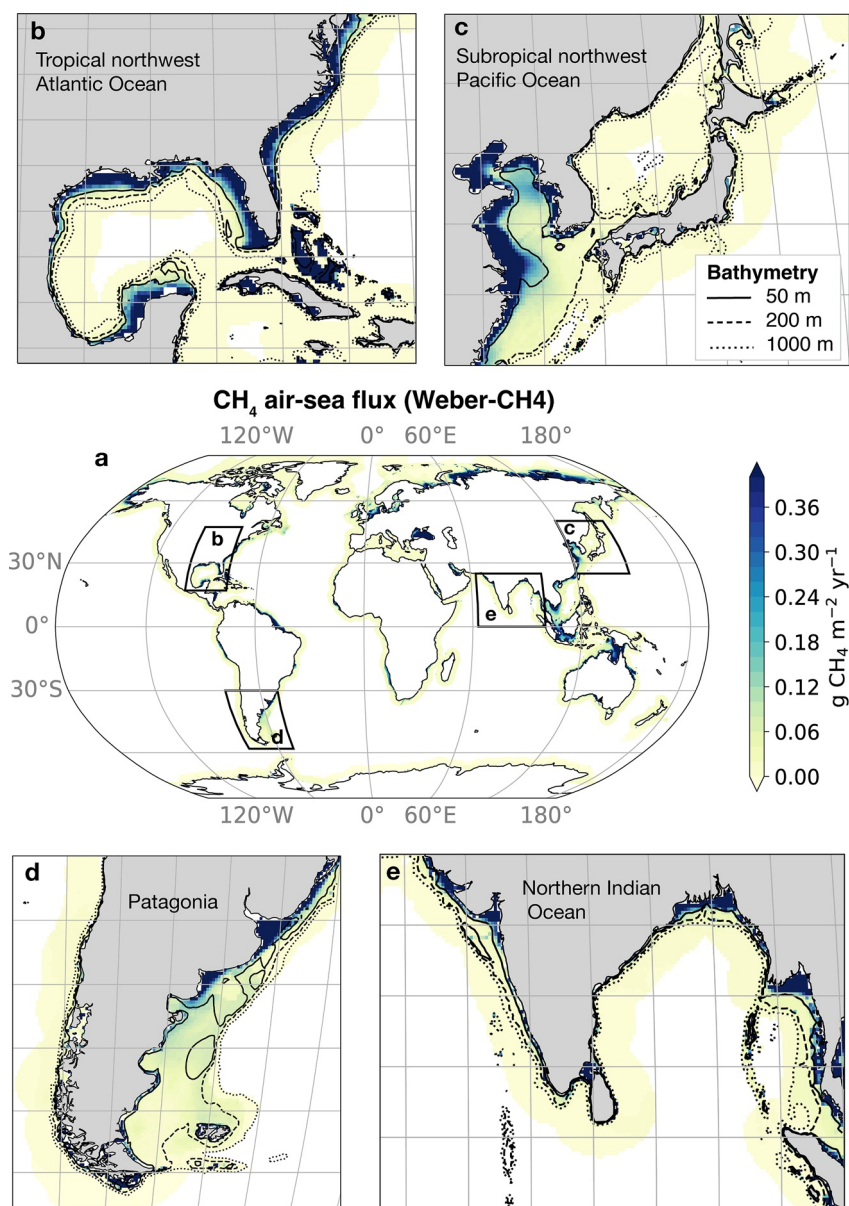 b
Tropical northwest
Atlantic Ocean
c
Subropical northwest
Pacific Ocean
Bathymetry
50 m
200 m
1000 m
CH₄ air-sea flux (Weber-CH4)
120°W 0° 60°E 180°
a
b
c
d
e
30°N
0°
30°S
120°W 0° 60°E 180°
0.36
0.30
0.24
0.18
0.12
0.06
0.00
g CH₄ m⁻² yr⁻¹
d
Patagonia
e
Northern Indian
Ocean